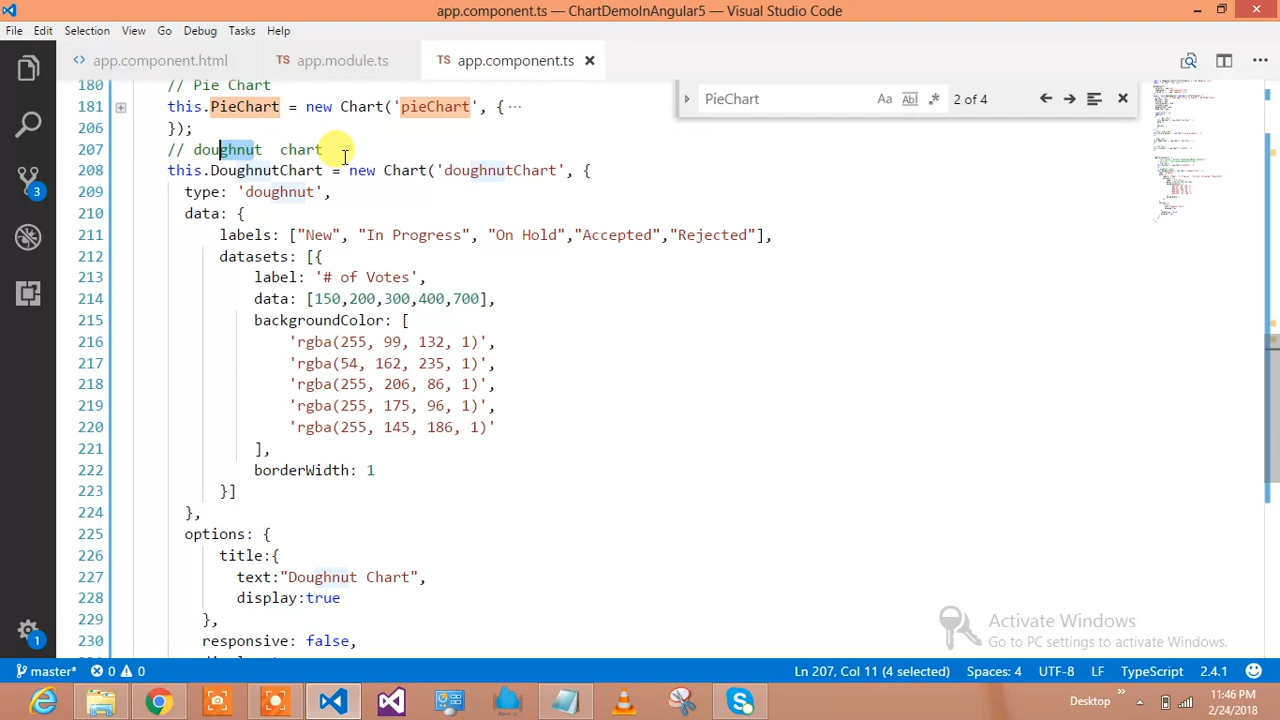 app.component.ts — ChartDemoInAngular5 — Visual Studio Code
File Edit Selection View Go Debug Tasks Help
app.component.html TS app.module.ts TS app.component.ts
PieChart Aa Abl .* 2 of 4
180 // Pie Chart
181 this.PieChart = new Chart('pieChart', { ...
206 });
207 // doughnut  chart
208 this.DoughnutChart = new Chart('doughnutChart', {
209 type: 'doughnut',
210 data: {
211 labels: ["New", "In Progress", "On Hold","Accepted","Rejected"],
212 datasets: [{
213 label: '# of Votes',
214 data: [150,200,300,400,700],
215 backgroundColor: [
216 'rgba(255, 99, 132, 1)',
217 'rgba(54, 162, 235, 1)',
218 'rgba(255, 206, 86, 1)',
219 'rgba(255, 175, 96, 1)',
220 'rgba(255, 145, 186, 1)'
221 ],
222 borderWidth: 1
223 }]
224 },
225 options: {
226 title:{
227 text:"Doughnut Chart",
228 display:true
229 },
230 responsive: false,
3
1
Activate Windows
Go to PC settings to activate Windows.
master* 0 0 Ln 207, Col 11 (4 selected) Spaces: 4 UTF-8 LF TypeScript 2.4.1
Desktop 11:46 PM
2/24/2018